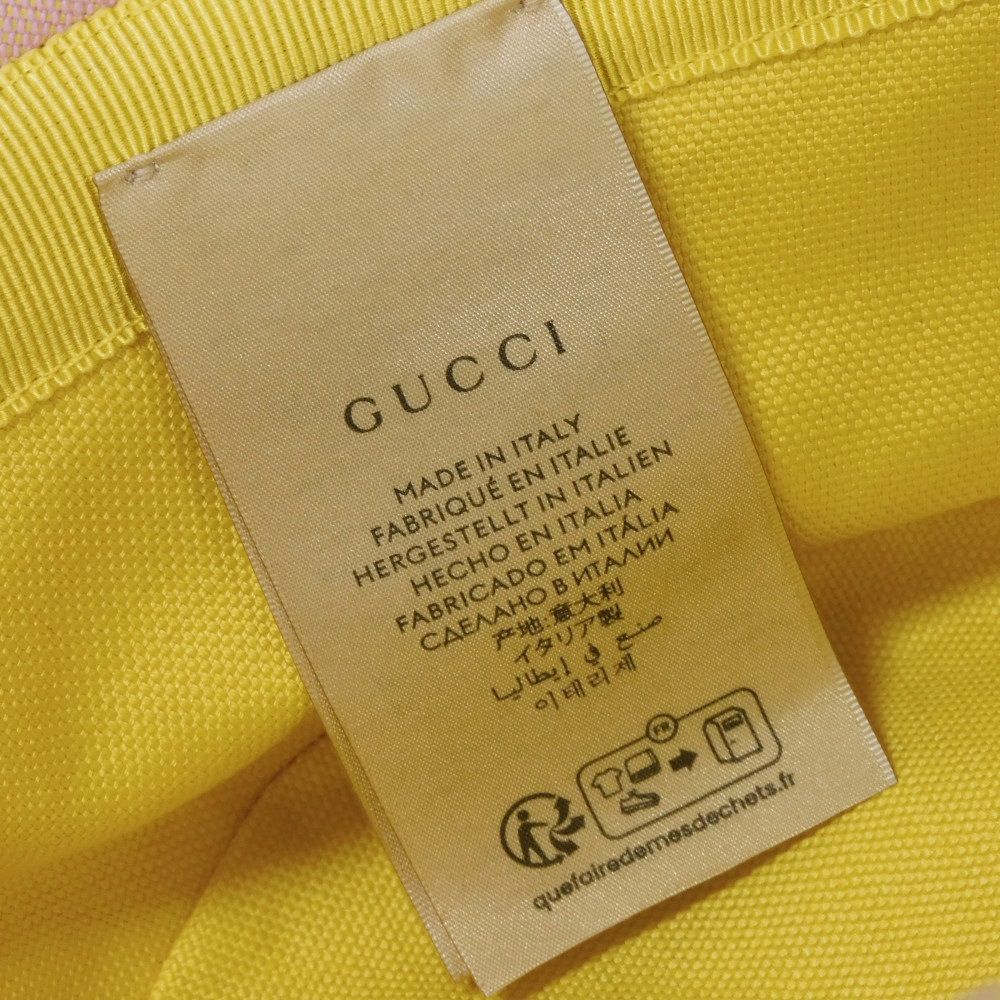 GUCCI
MADE IN ITALY
FABRIQUÉ EN ITALIE
HERGESTELLT IN ITALIEN
HECHO EN ITALIA
FABRICADO EM ITÁLIA
СДЕЛАНО В ИТАЛИИ
产地:意大利
イタリア製
صنع في إيطاليا
이태리제
FR
quefairedemesdechets.fr